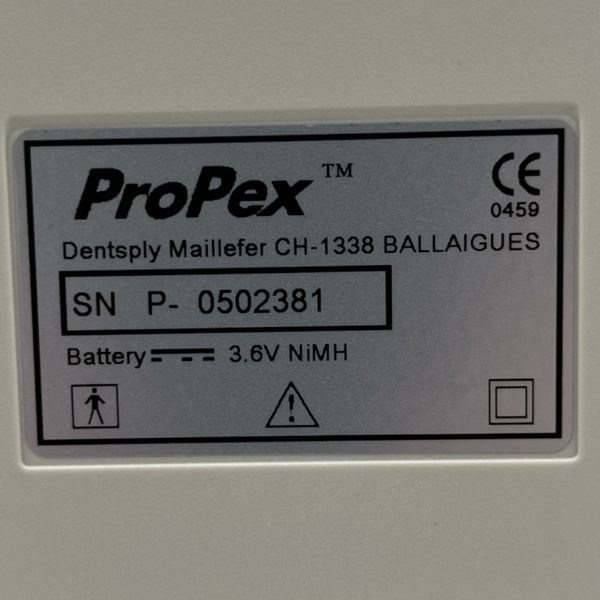 ProPex™
CE
0459
Dentsply Maillefer CH-1338 BALLAIGUES
SN P- 0502381
Battery 3.6V NiMH